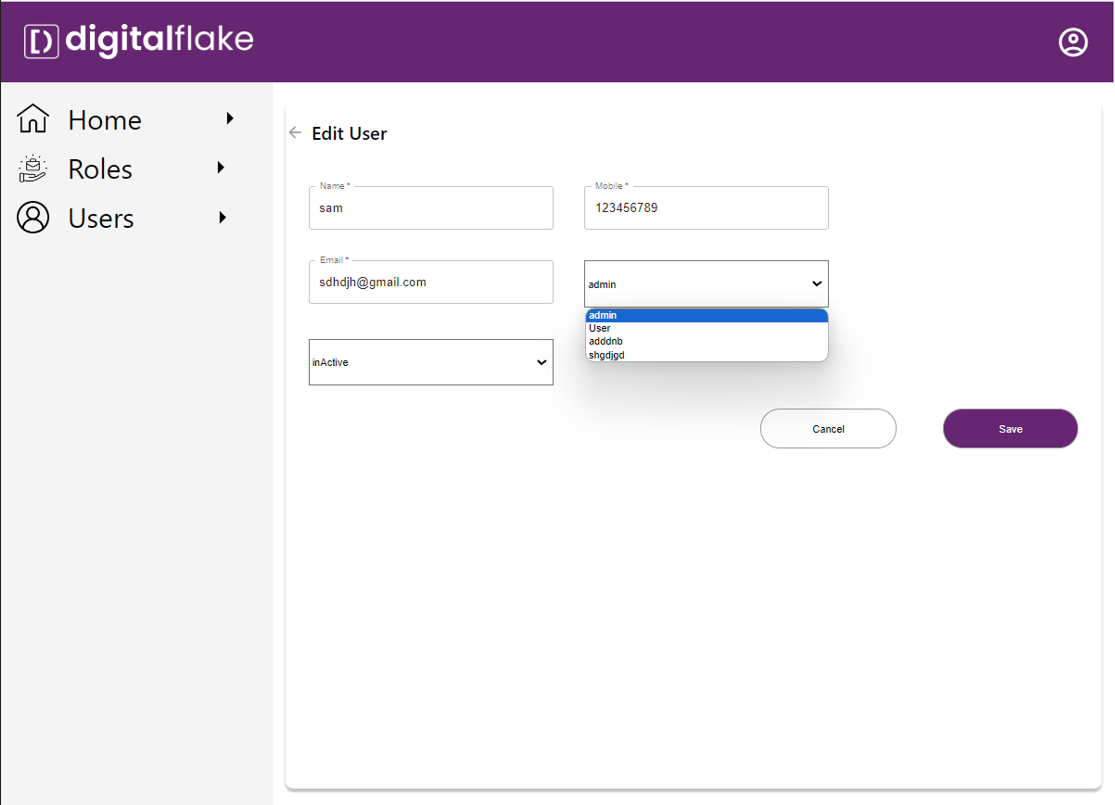 digitalflake
Home
Roles
Users
Edit User
Name *
sam
Mobile *
123456789
Email *
sdhdjh@gmail.com
admin
admin
User
adddnb
shgdjgd
inActive
Cancel
Save